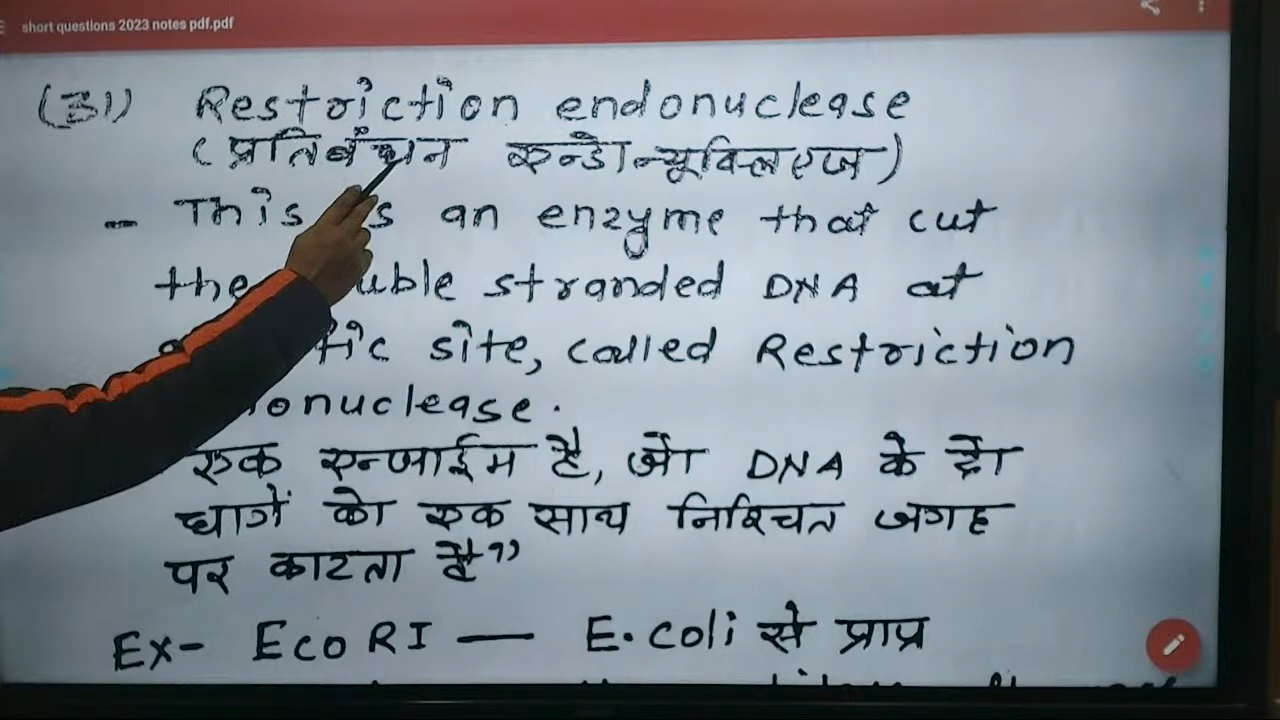 short questions 2023 notes pdf.pdf
(31) Restriction endonuclease
(प्रतिबंधन एन्डोन्यूक्लिएज)
- This is an enzyme that cut
the uble stranded DNA at
fic site, called Restriction
onuclease.
एक एन्जाईम है, जो DNA के दो
धागों को एक साथ निश्चित जगह
पर काटता है"
Ex- EcoRI — E.coli से प्राप्त